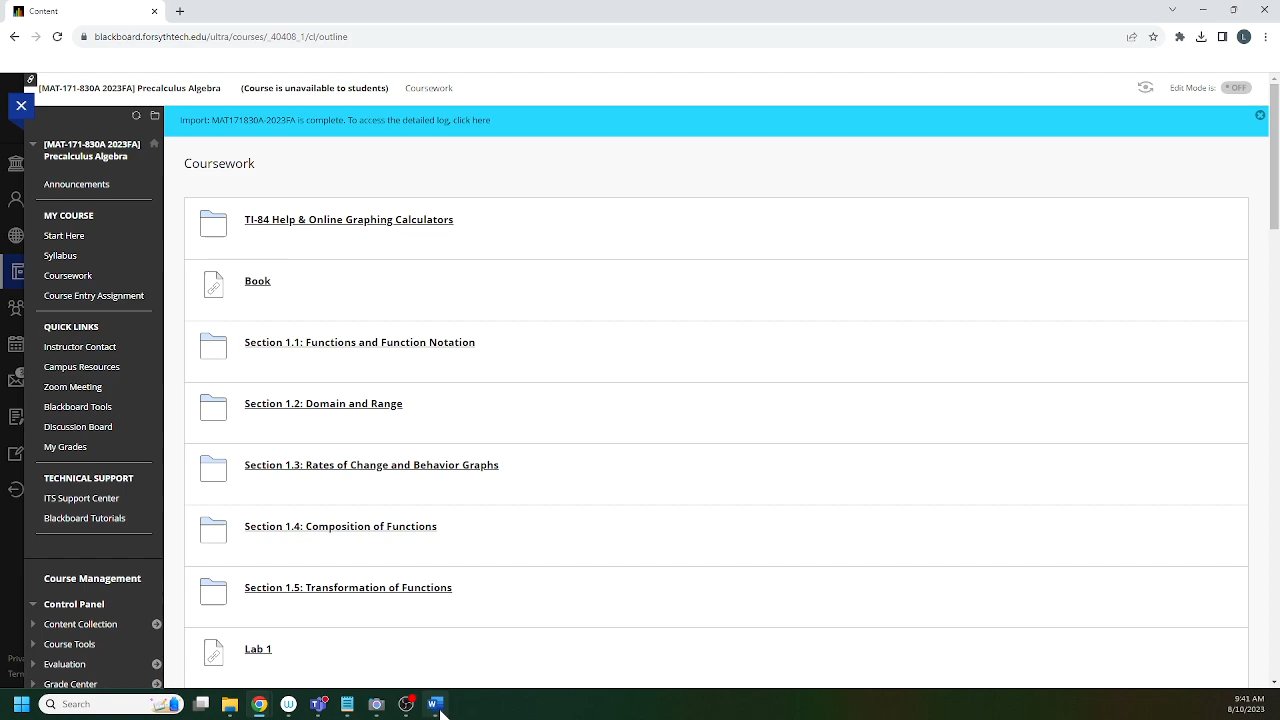 Content
blackboard.forsythtech.edu/ultra/courses/_40408_1/cl/outline
L
[MAT-171-830A 2023FA] Precalculus Algebra (Course is unavailable to students) Coursework
Edit Mode is: OFF
[MAT-171-830A 2023FA]
Precalculus Algebra
Announcements
MY COURSE
Start Here
Syllabus
Coursework
Course Entry Assignment
QUICK LINKS
Instructor Contact
Campus Resources
Zoom Meeting
Blackboard Tools
Discussion Board
My Grades
TECHNICAL SUPPORT
ITS Support Center
Blackboard Tutorials
Course Management
Control Panel
Content Collection
Course Tools
Evaluation
Grade Center
Priva
Term
Import: MAT171830A-2023FA is complete. To access the detailed log, click here
Coursework
TI-84 Help & Online Graphing Calculators
Book
Section 1.1: Functions and Function Notation
Section 1.2: Domain and Range
Section 1.3: Rates of Change and Behavior Graphs
Section 1.4: Composition of Functions
Section 1.5: Transformation of Functions
Lab 1
Search
9:41 AM
8/10/2023